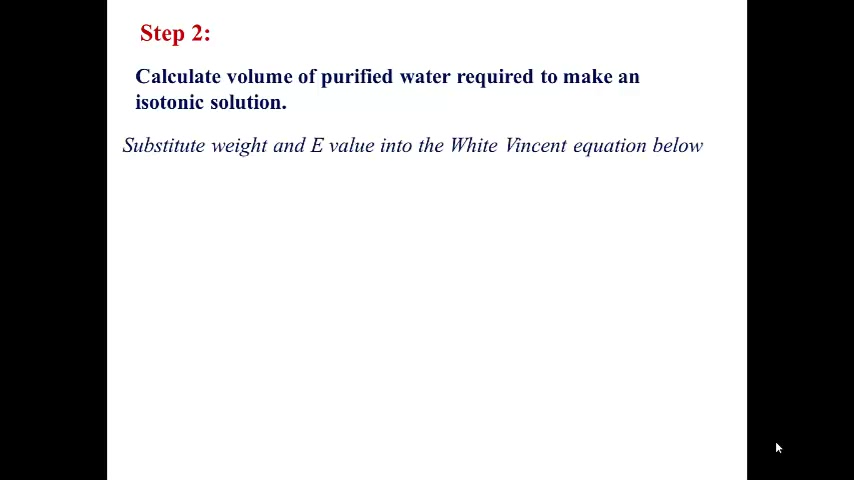 Step 2:
Calculate volume of purified water required to make an
isotonic solution.
Substitute weight and E value into the White Vincent equation below